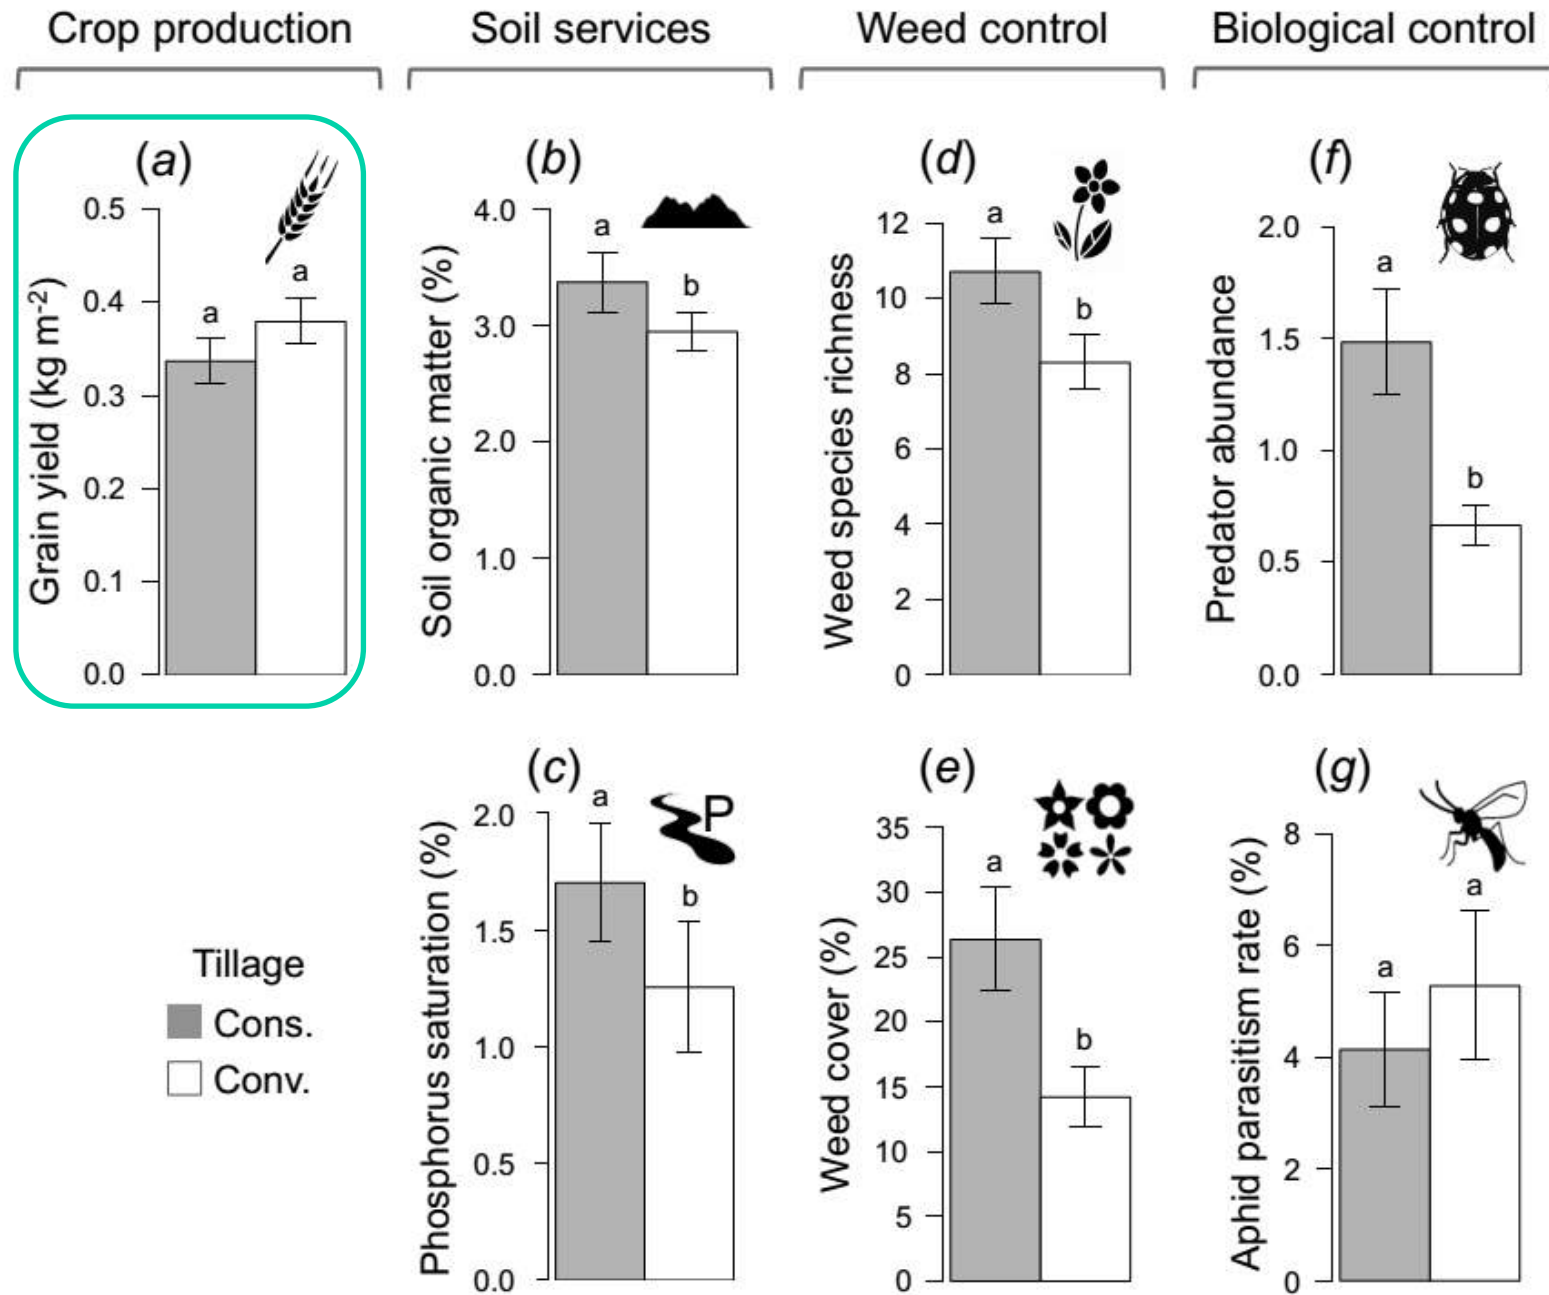 Crop production
Soil services
Weed control
Biological control
(a)
Grain yield (kg m-2)
0.5
0.4
0.3
0.2
0.1
0.0
a
a
(b)
Soil organic matter (%)
4.0
3.0
2.0
1.0
0.0
a
b
(d)
Weed species richness
12
10
8
6
4
2
0
a
b
(f)
Predator abundance
2.0
1.5
1.0
0.5
0.0
a
b
Tillage
Cons.
Conv.
(c)
P
Phosphorus saturation (%)
2.0
1.5
1.0
0.5
0.0
a
b
(e)
Weed cover (%)
35
30
25
20
15
10
5
0
a
b
(g)
Aphid parasitism rate (%)
8
6
4
2
0
a
a